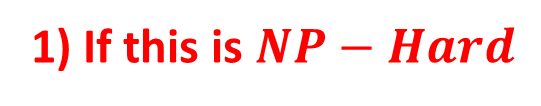 1) If this is NP − Hard